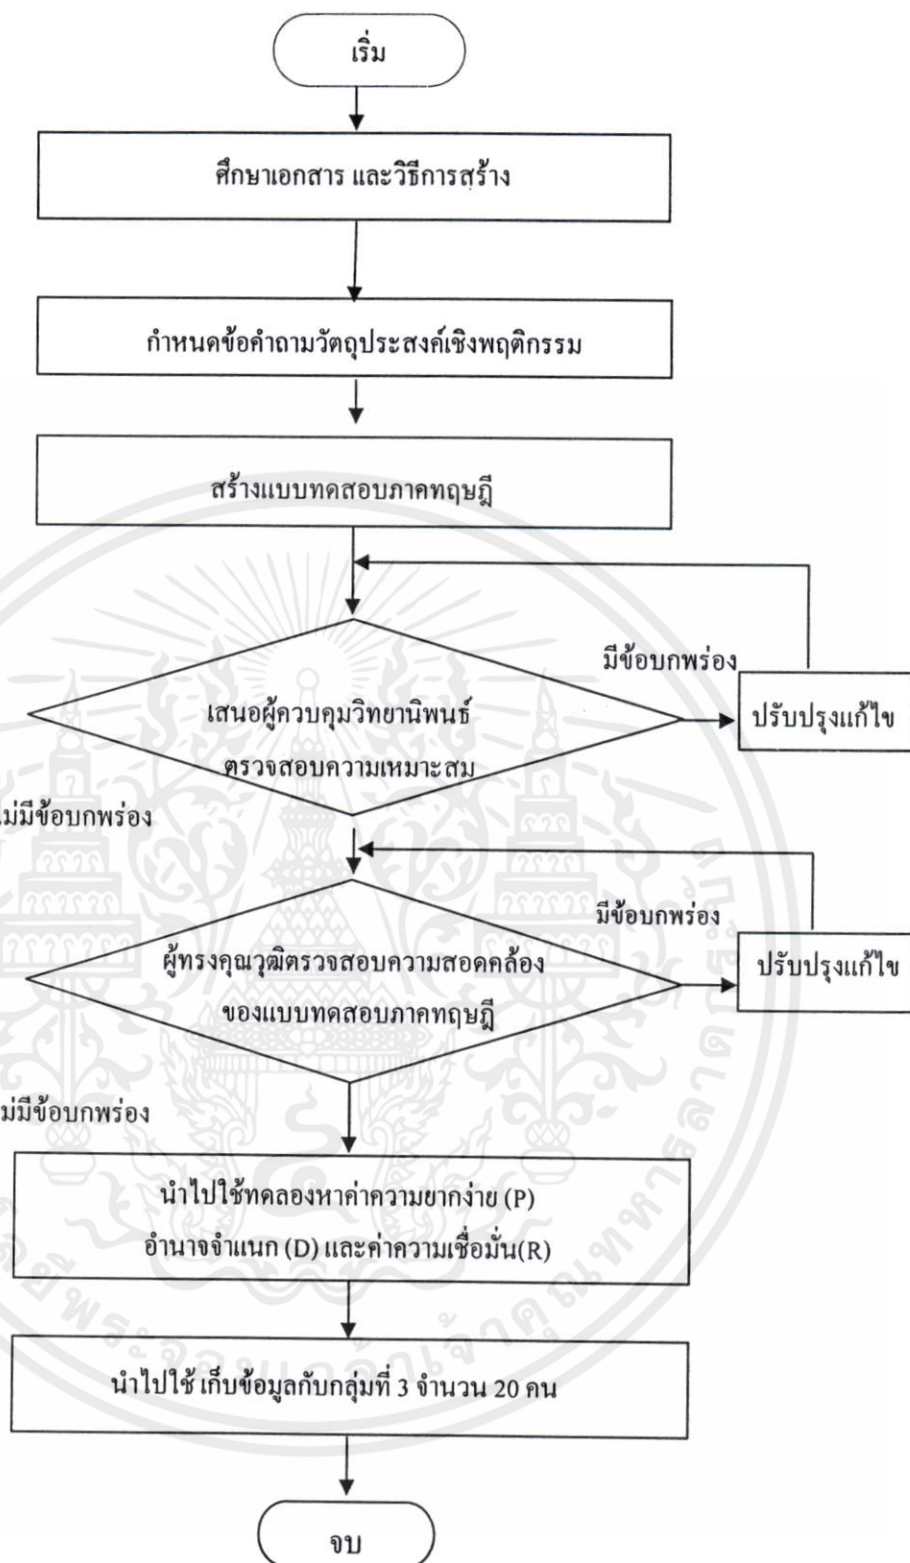 เริ่ม
ศึกษาเอกสาร และวิธีการสร้าง
กำหนดข้อคำถามวัตถุประสงค์เชิงพฤติกรรม
สร้างแบบทดสอบภาคทฤษฎี
มีข้อบกพร่อง
เสนอผู้ควบคุมวิทยานิพนธ์
ตรวจสอบความเหมาะสม
ปรับปรุงแก้ไข
ไม่มีข้อบกพร่อง
มีข้อบกพร่อง
ผู้ทรงคุณวุฒิตรวจสอบความสอดคล้อง
ของแบบทดสอบภาคทฤษฎี
ปรับปรุงแก้ไข
ไม่มีข้อบกพร่อง
นำไปใช้ทดลองหาค่าความยากง่าย (P)
อำนาจจำแนก (D) และค่าความเชื่อมั่น(R)
นำไปใช้ เก็บข้อมูลกับกลุ่มที่ 3 จำนวน 20 คน
จบ